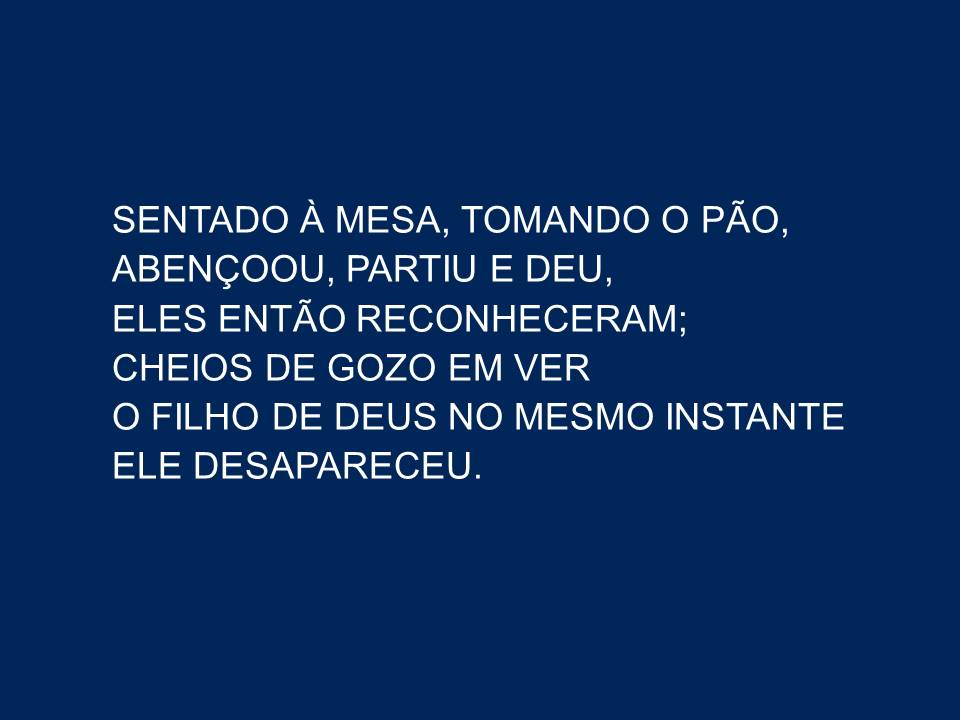 SENTADO À MESA, TOMANDO O PÃO,
ABENÇOOU, PARTIU E DEU,
ELES ENTÃO RECONHECERAM;
CHEIOS DE GOZO EM VER
O FILHO DE DEUS NO MESMO INSTANTE
ELE DESAPARECEU.